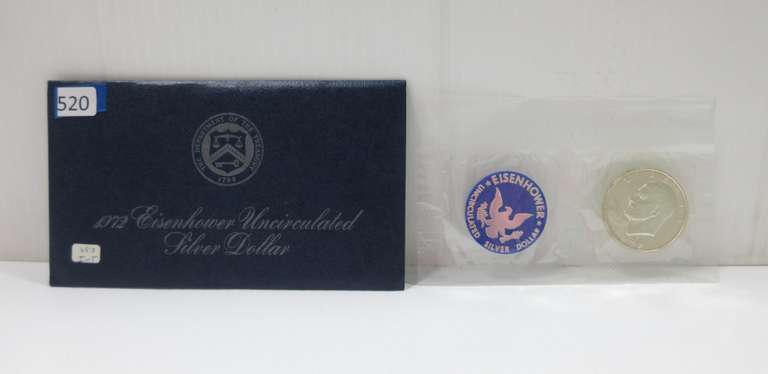 520
THE DEPARTMENT OF THE TREASURY
1789
1972 Eisenhower Uncirculated
Silver Dollar
EISENHOWER
UNCIRCULATED
SILVER DOLLAR